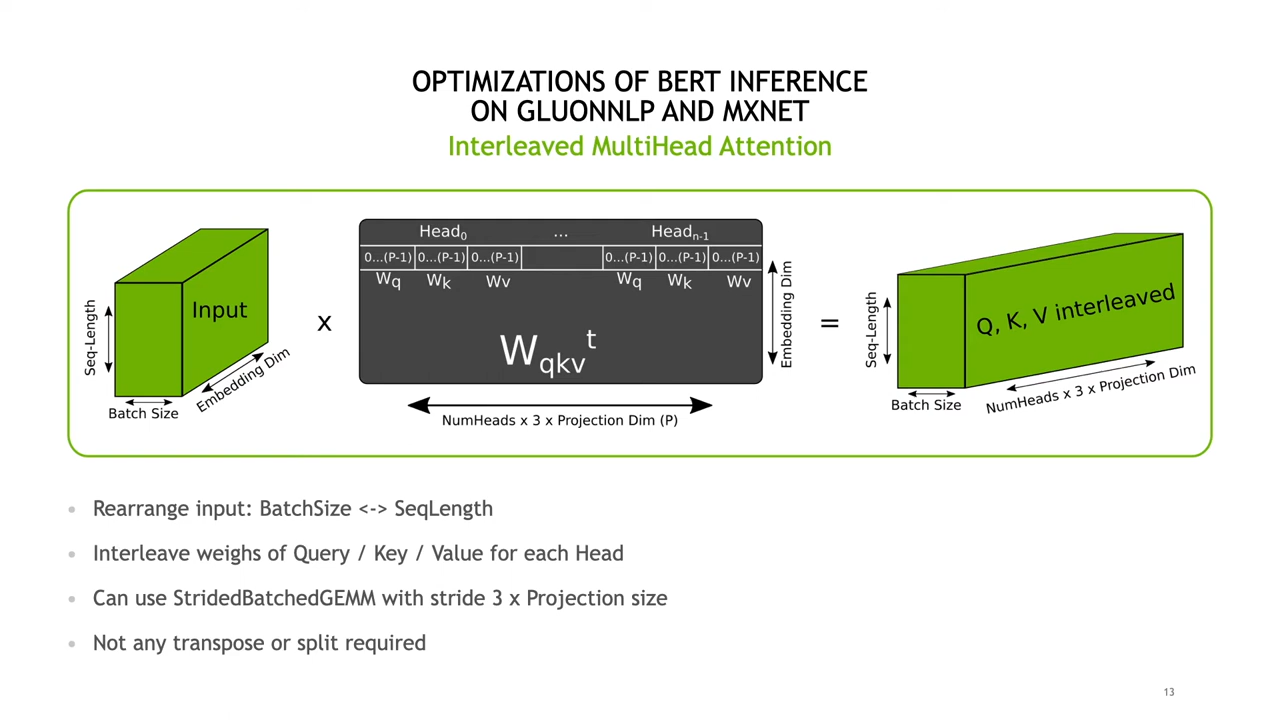 OPTIMIZATIONS OF BERT INFERENCE
ON GLUONNLP AND MXNET
Interleaved MultiHead Attention
Seq-Length
Input
Batch Size
Embedding Dim
x
Head0 ... Headn-1
0...(P-1) 0...(P-1) 0...(P-1) 0...(P-1) 0...(P-1) 0...(P-1)
Wq Wk Wv Wq Wk Wv
Wqkv t
Embedding Dim
NumHeads x 3 x Projection Dim (P)
=
Seq-Length
Q, K, V interleaved
Batch Size
NumHeads x 3 x Projection Dim
• Rearrange input: BatchSize <-> SeqLength
• Interleave weighs of Query / Key / Value for each Head
• Can use StridedBatchedGEMM with stride 3 x Projection size
• Not any transpose or split required
13